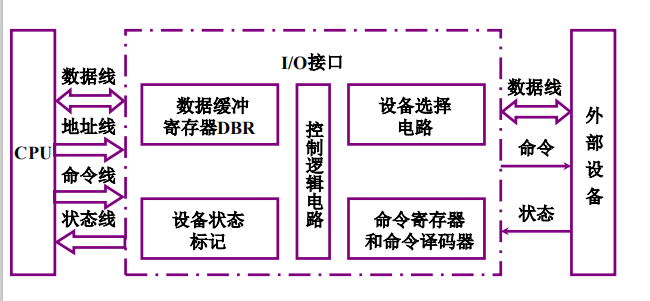 I/O接口
CPU
数据线
地址线
命令线
状态线
数据缓冲
寄存器DBR
设备状态
标记
控制逻辑电路
设备选择
电路
命令寄存器
和命令译码器
数据线
命令
状态
外部设备